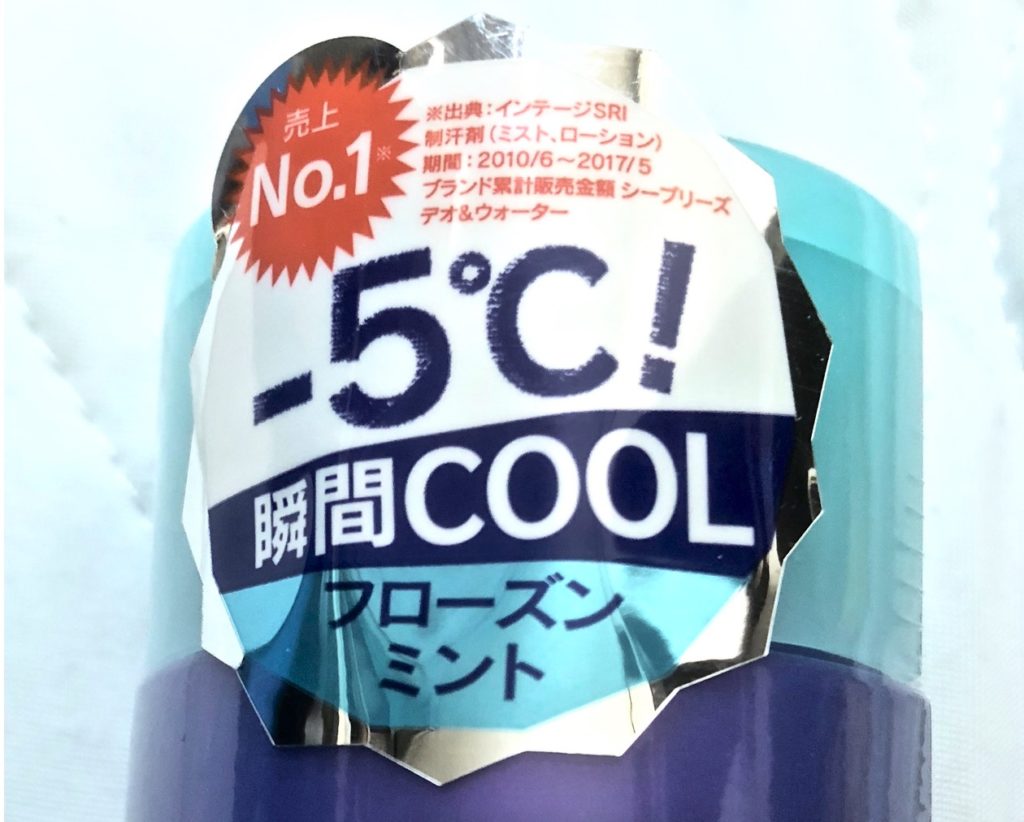 売上
No.1※
※出典:インテージSRI
制汗剤(ミスト、ローション)
期間:2010/6～2017/5
ブランド累計販売金額 シーブリーズ
デオ&ウォーター
-5℃!
瞬間COOL
フローズン
ミント